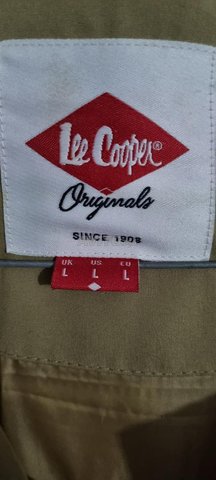 Lee Cooper®
Originals
SINCE 1908
UK US EU
L L L